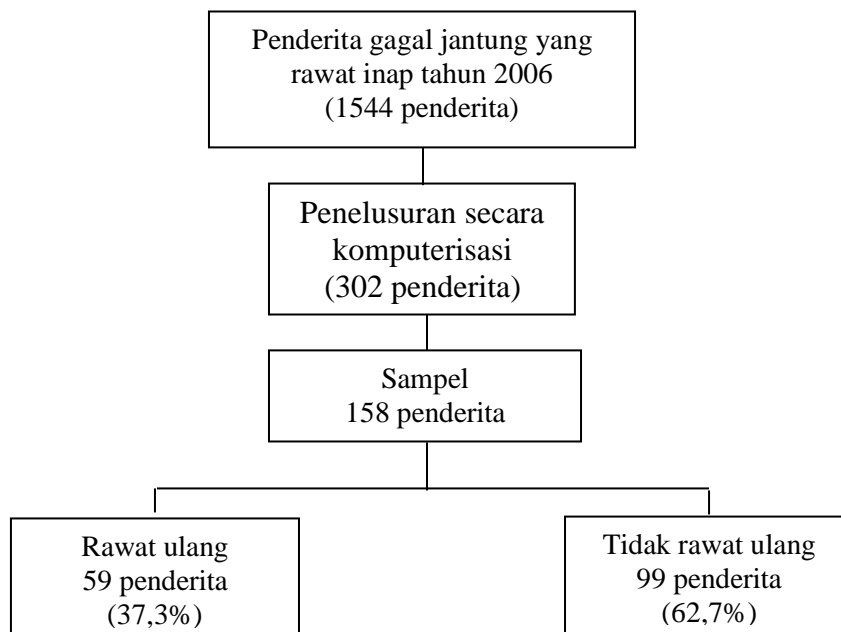 Penderita gagal jantung yang
rawat inap tahun 2006
(1544 penderita)
Penelusuran secara
komputerisasi
(302 penderita)
Sampel
158 penderita
Rawat ulang
59 penderita
(37,3%)
Tidak rawat ulang
99 penderita
(62,7%)